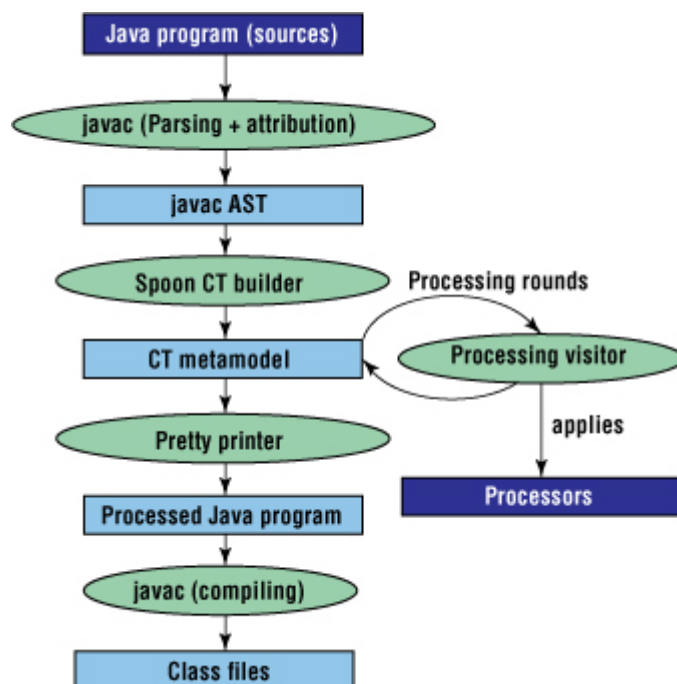 Java program (sources)
javac (Parsing + attribution)
javac AST
Spoon CT builder
Processing rounds
CT metamodel
Processing visitor
Pretty printer
applies
Processors
Processed Java program
javac (compiling)
Class files